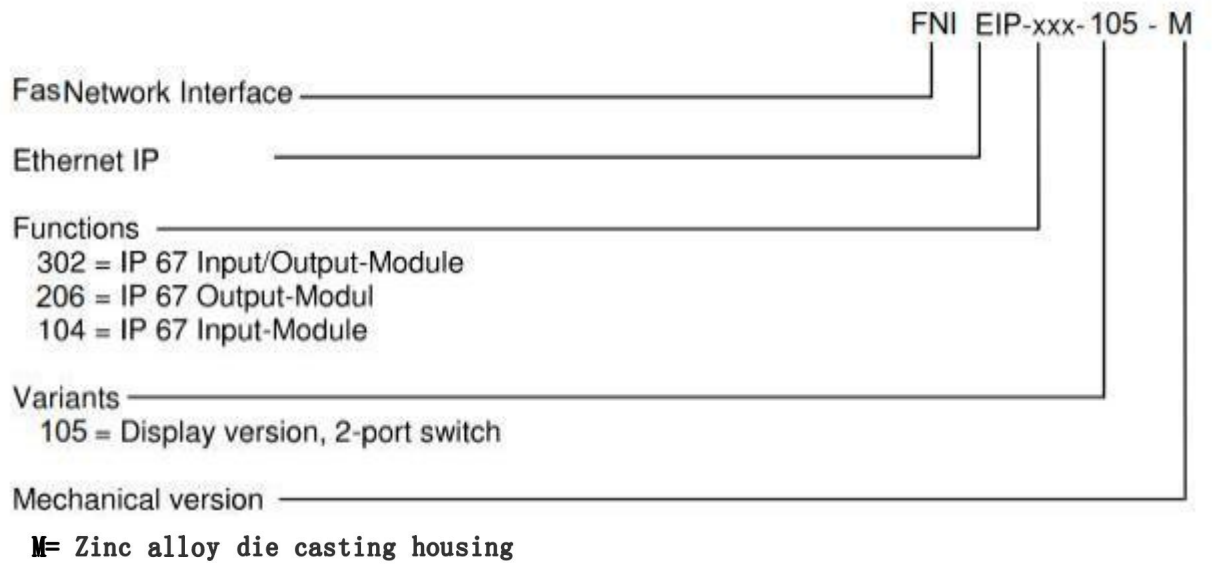 FNI EIP-xxx-105 - M
FasNetwork Interface
Ethernet IP
Functions
302 = IP 67 Input/Output-Module
206 = IP 67 Output-Modul
104 = IP 67 Input-Module
Variants
105 = Display version, 2-port switch
Mechanical version
M= Zinc alloy die casting housing